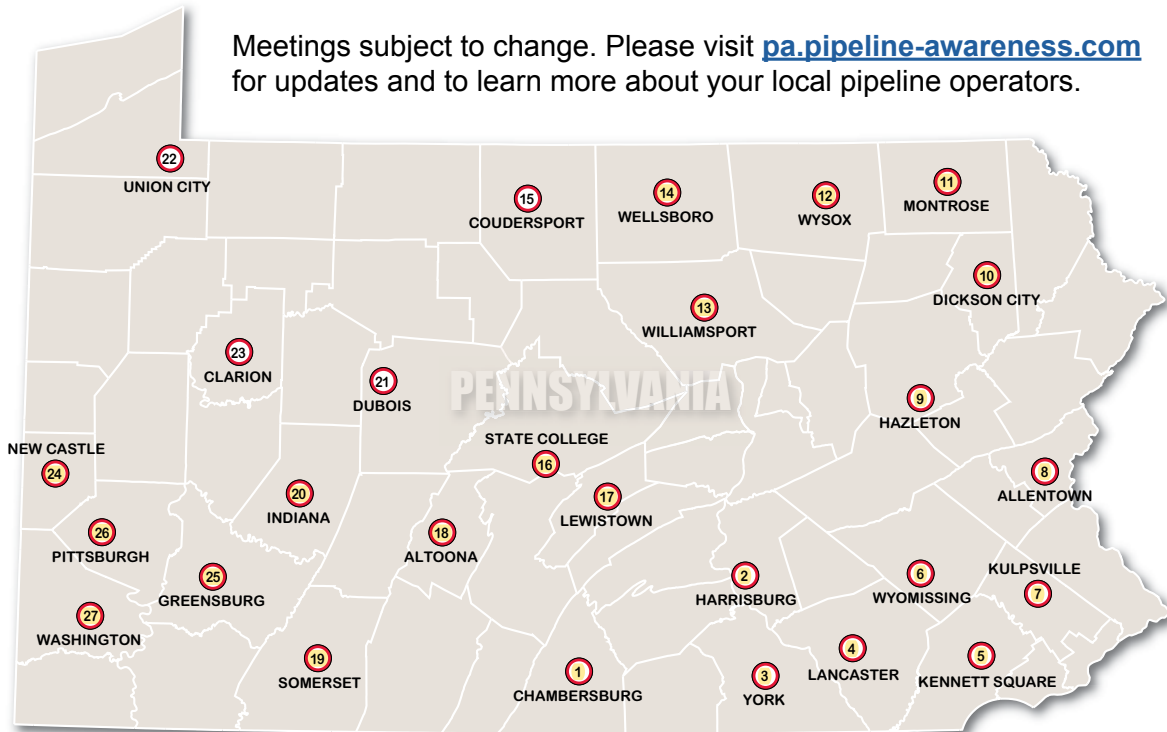 Meetings subject to change. Please visit pa.pipeline-awareness.com
for updates and to learn more about your local pipeline operators.
22
UNION CITY
15
COUDERSPORT
14
WELLSBORO
12
WYSOX
11
MONTROSE
10
DICKSON CITY
13
WILLIAMSPORT
23
CLARION
21
DUBOIS
PENNSYLVANIA
9
HAZLETON
NEW CASTLE
24
STATE COLLEGE
16
8
ALLENTOWN
20
INDIANA
17
LEWISTOWN
26
PITTSBURGH
18
ALTOONA
25
GREENSBURG
2
HARRISBURG
6
WYOMISSING
KULPSVILLE
7
27
WASHINGTON
19
SOMERSET
1
CHAMBERSBURG
3
YORK
4
LANCASTER
5
KENNETT SQUARE